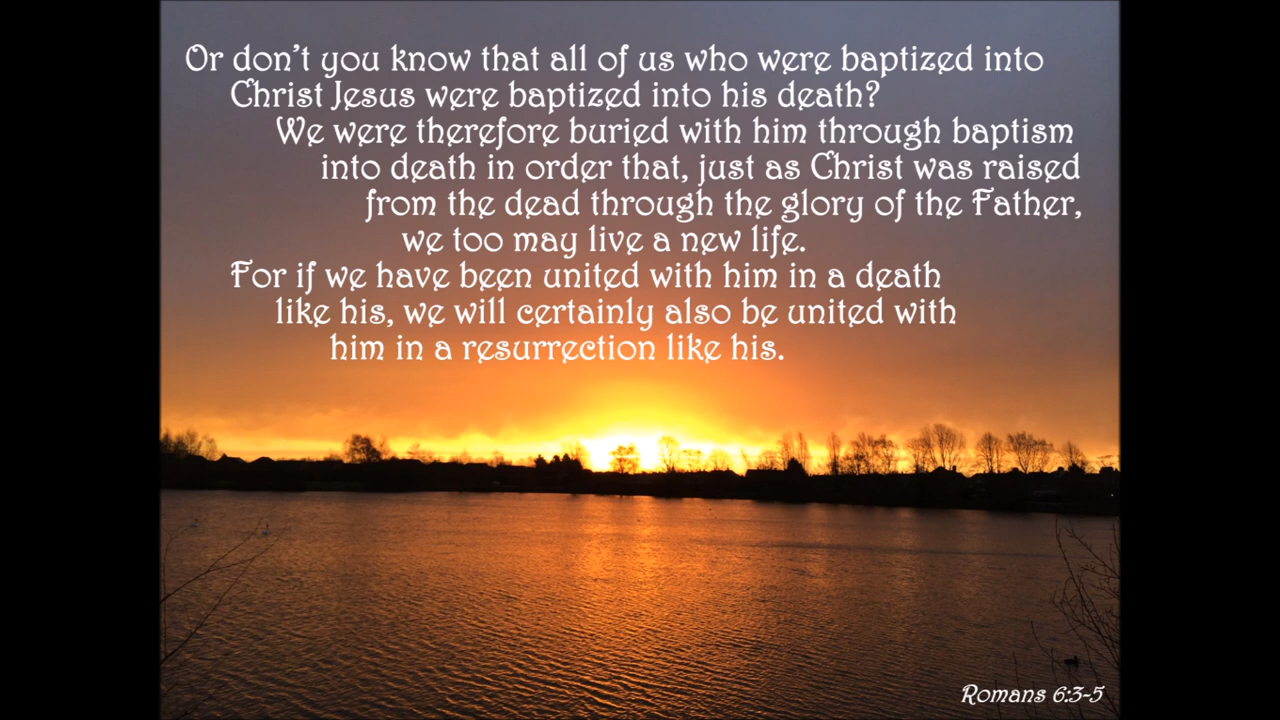 Or don't you know that all of us who were baptized into
Christ Jesus were baptized into his death?
We were therefore buried with him through baptism
into death in order that, just as Christ was raised
from the dead through the glory of the Father,
we too may live a new life.
For if we have been united with him in a death
like his, we will certainly also be united with
him in a resurrection like his.
Romans 6:3-5